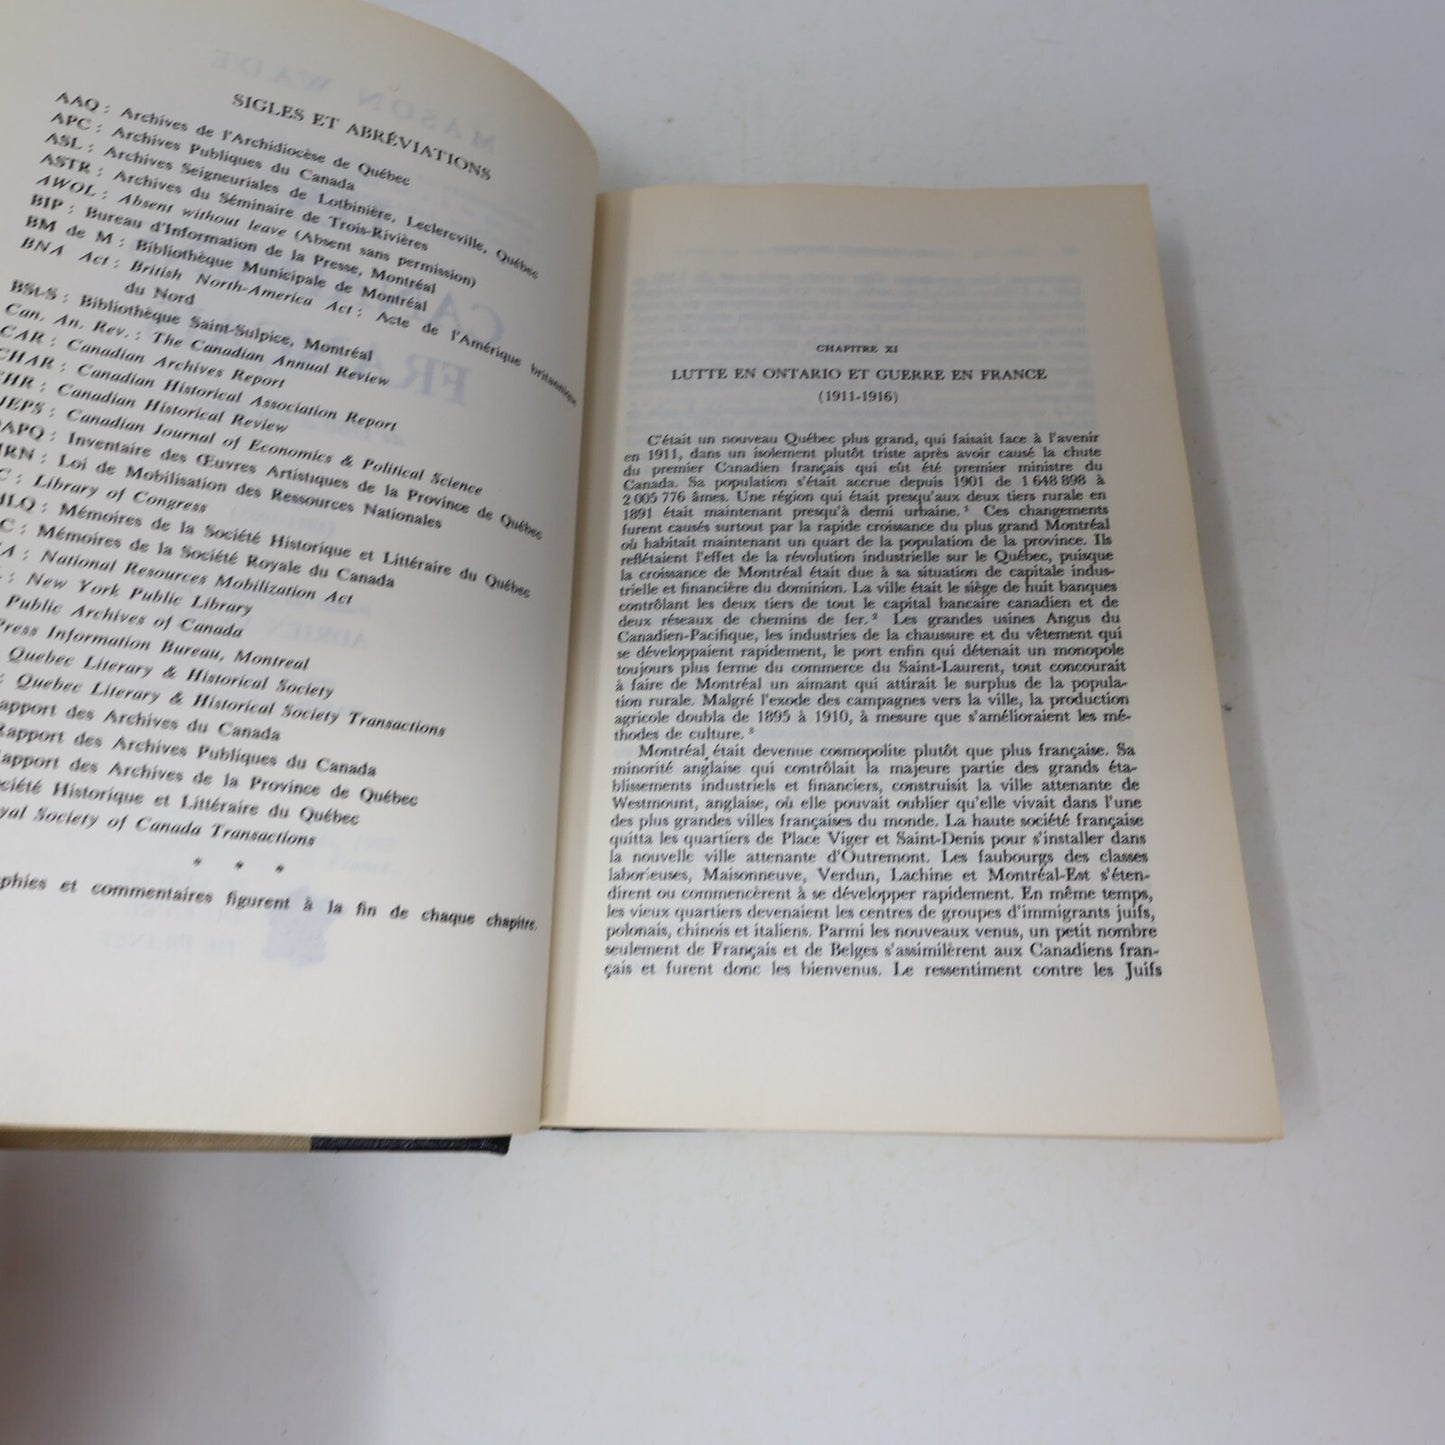 SIGLES ET ABRÉVIATIONS
AAQ : Archives de l'Archidiocèse de Québec
APC : Archives Publiques du Canada
ASL : Archives Seigneuriales de Lotbinière, Leclercville, Québec
ASTR : Archives du Séminaire de Trois-Rivières
AWOL : Absent without leave (Absent sans permission)
BIP : Bureau d'Information de la Presse, Montréal
BM de M : Bibliothèque Municipale de Montréal
BNA Act : British North-America Act : Acte de l'Amérique britannique
du Nord
BSt-S : Bibliothèque Saint-Sulpice, Montréal
Can. An. Rev. : The Canadian Annual Review
CAR : Canadian Archives Report
CHAR : Canadian Historical Association Report
HR : Canadian Historical Review
JEPS : Canadian Journal of Economics & Political Science
OAPQ : Inventaire des Œuvres Artistiques de la Province de Québec
RN : Loi de Mobilisation des Ressources Nationales
C : Library of Congress
LQ : Mémoires de la Société Historique et Littéraire du Québec
C : Mémoires de la Société Royale du Canada
A : National Resources Mobilization Act
: New York Public Library
Public Archives of Canada
Press Information Bureau, Montreal
Quebec Literary & Historical Society
: Quebec Literary & Historical Society Transactions
apport des Archives du Canada
apport des Archives Publiques du Canada
apport des Archives de la Province de Québec
ciété Historique et Littéraire du Québec
yal Society of Canada Transactions
* * *
phies et commentaires figurent à la fin de chaque chapitre.
MASON WADE
CHAPITRE XI
LUTTE EN ONTARIO ET GUERRE EN FRANCE
(1911-1916)
C'était un nouveau Québec plus grand, qui faisait face à l'avenir
en 1911, dans un isolement plutôt triste après avoir causé la chute
du premier Canadien français qui eût été premier ministre du
Canada. Sa population s'était accrue depuis 1901 de 1 648 898 à
2 005 776 âmes. Une région qui était presqu'aux deux tiers rurale en
1891 était maintenant presqu'à demi urbaine. 1 Ces changements
furent causés surtout par la rapide croissance du plus grand Montréal
où habitait maintenant un quart de la population de la province. Ils
reflétaient l'effet de la révolution industrielle sur le Québec, puisque
la croissance de Montréal était due à sa situation de capitale indus-
trielle et financière du dominion. La ville était le siège de huit banques
contrôlant les deux tiers de tout le capital bancaire canadien et de
deux réseaux de chemins de fer. 2 Les grandes usines Angus du
Canadien-Pacifique, les industries de la chaussure et du vêtement qui
se développaient rapidement, le port enfin qui détenait un monopole
toujours plus ferme du commerce du Saint-Laurent, tout concourait
à faire de Montréal un aimant qui attirait le surplus de la popula-
tion rurale. Malgré l'exode des campagnes vers la ville, la production
agricole doubla de 1895 à 1910, à mesure que s'amélioraient les mé-
thodes de culture. 3
Montréal était devenue cosmopolite plutôt que plus française. Sa
minorité anglaise qui contrôlait la majeure partie des grands éta-
blissements industriels et financiers, construisit la ville attenante de
Westmount, anglaise, où elle pouvait oublier qu'elle vivait dans l'une
des plus grandes villes françaises du monde. La haute société française
quitta les quartiers de Place Viger et Saint-Denis pour s'installer dans
la nouvelle ville attenante d'Outremont. Les faubourgs des classes
laborieuses, Maisonneuve, Verdun, Lachine et Montréal-Est s'éten-
dirent ou commencèrent à se développer rapidement. En même temps,
les vieux quartiers devenaient les centres de groupes d'immigrants juifs,
polonais, chinois et italiens. Parmi les nouveaux venus, un petit nombre
seulement de Français et de Belges s'assimilèrent aux Canadiens fran-
çais et furent donc les bienvenus. Le ressentiment contre les Juifs